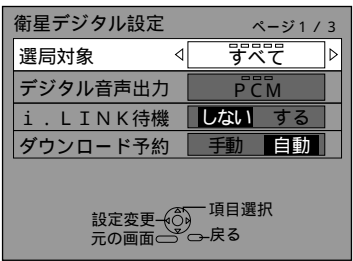 衛星デジタル設定 ページ1/3
選局対象 すべて
デジタル音声出力 PCM
i.LINK待機 しない する
ダウンロード予約 手動 自動
項目選択
設定変更
元の画面 戻る